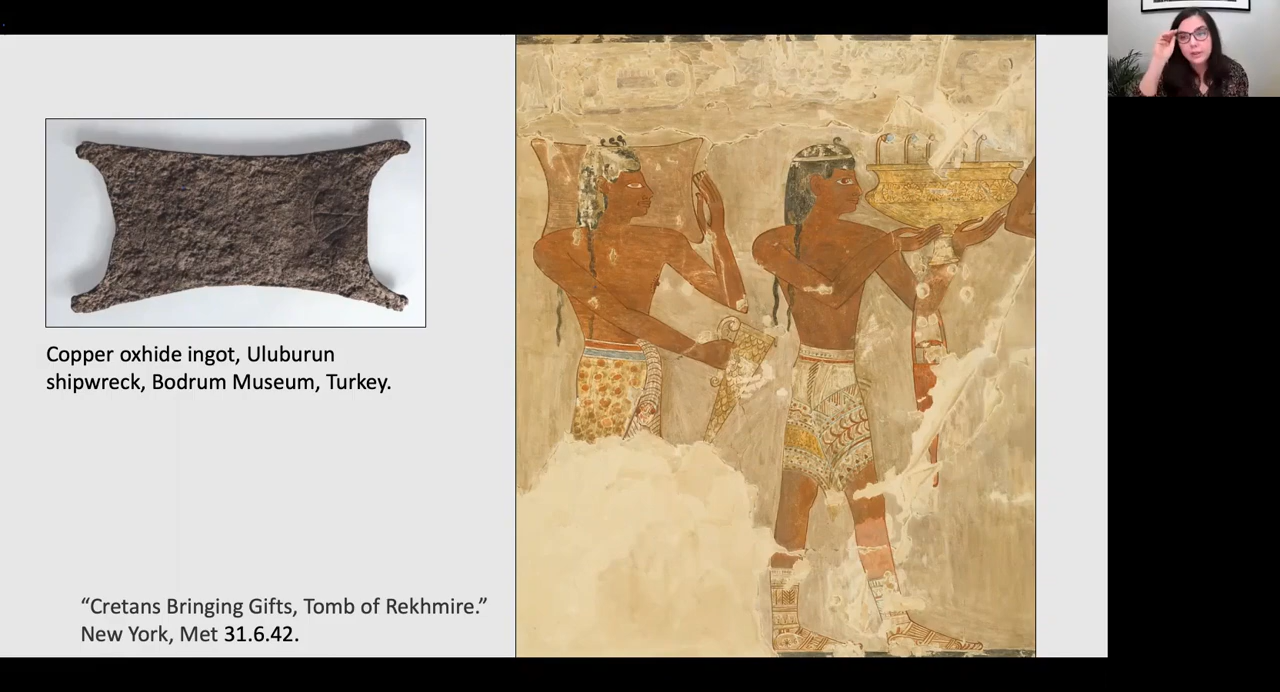 Copper oxhide ingot, Uluburun
shipwreck, Bodrum Museum, Turkey.
“Cretans Bringing Gifts, Tomb of Rekhmire.”
New York, Met 31.6.42.